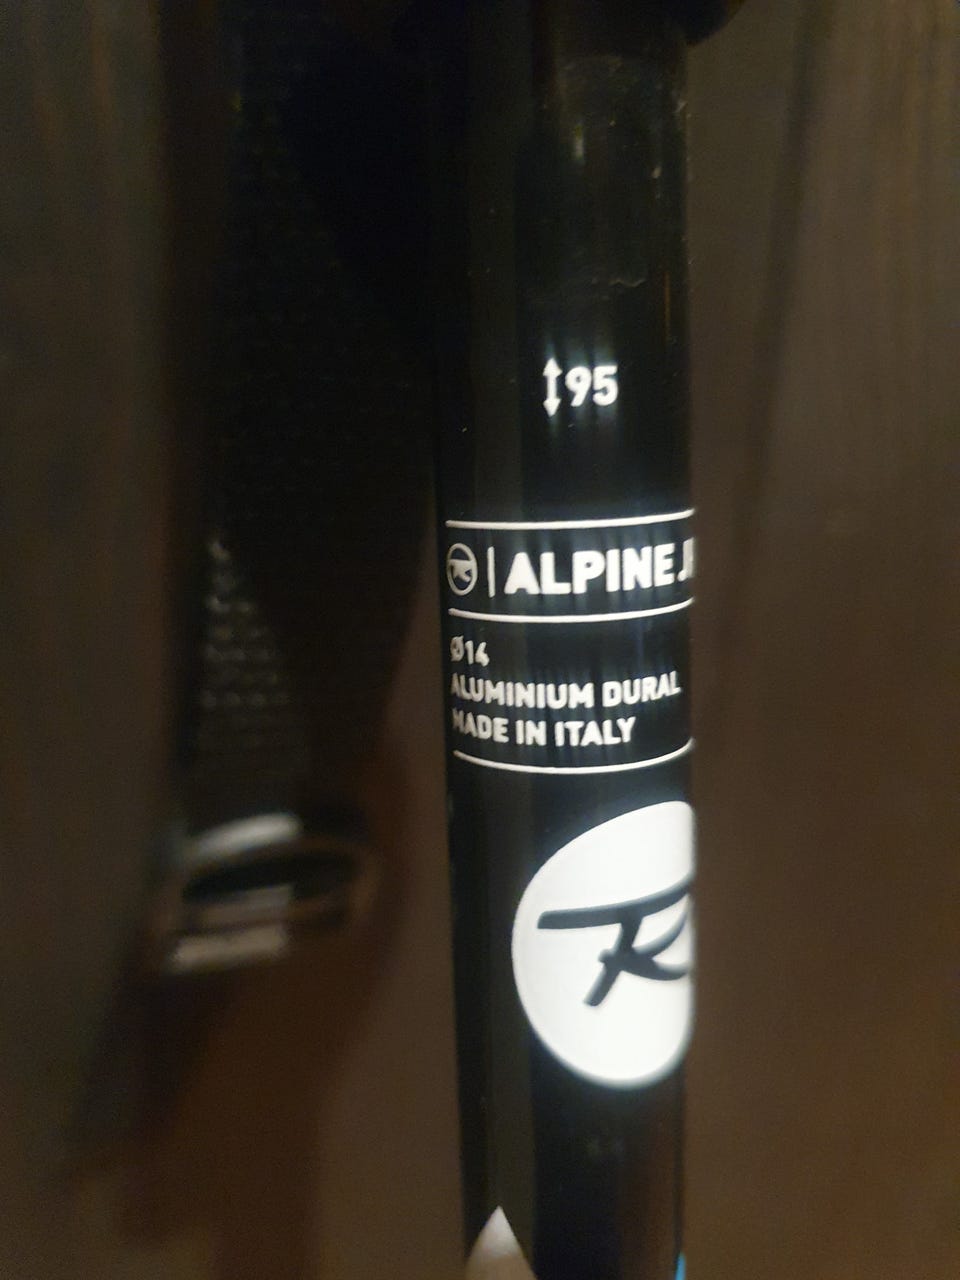 ↕95
ALPINE.
Ø14
ALUMINIUM DURAL
MADE IN ITALY
R